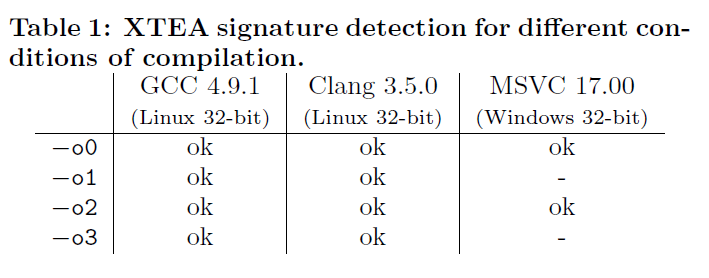 Table 1: XTEA signature detection for different con-
ditions of compilation.
GCC 4.9.1 Clang 3.5.0 MSVC 17.00
(Linux 32-bit) (Linux 32-bit) (Windows 32-bit)
—o0 ok ok ok
—o1 ok ok -
—o2 ok ok ok
—o3 ok ok -